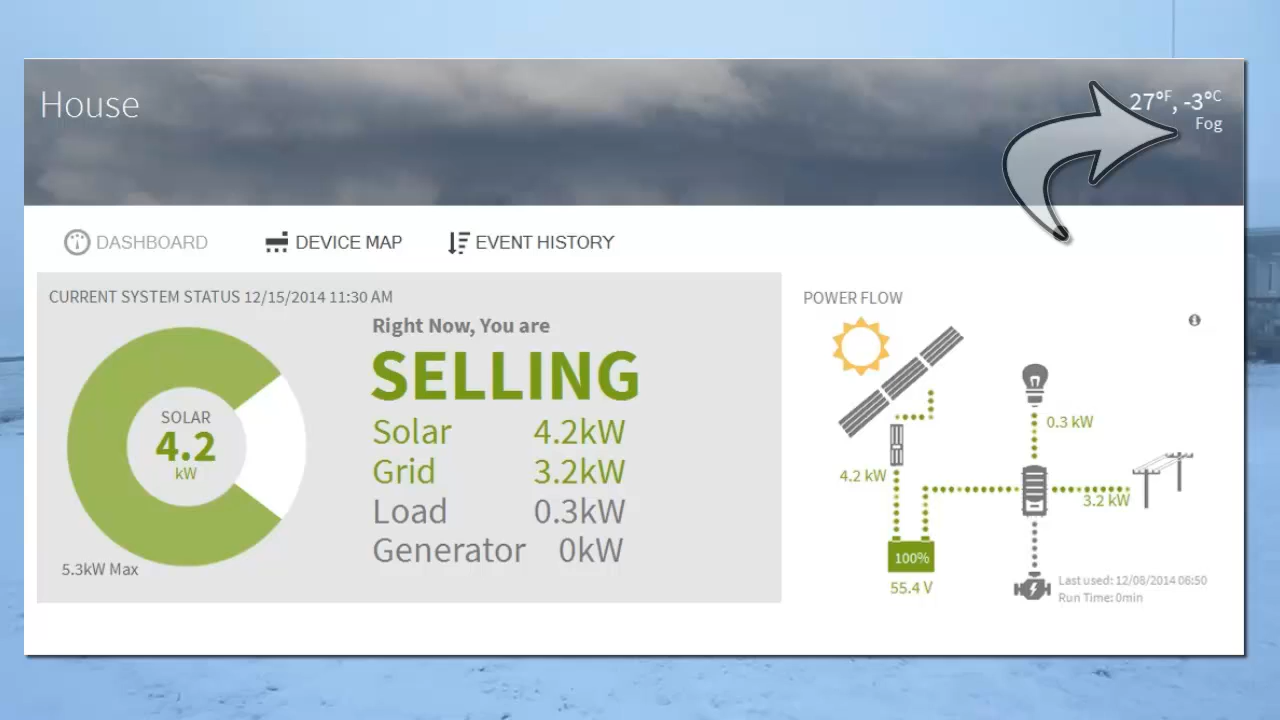 House
27°F, -3°C
Fog
DASHBOARD
DEVICE MAP
EVENT HISTORY
CURRENT SYSTEM STATUS 12/15/2014 11:30 AM
Right Now, You are
SELLING
SOLAR
4.2
kW
5.3kW Max
Solar 4.2kW
Grid 3.2kW
Load 0.3kW
Generator 0kW
POWER FLOW
0.3 kW
4.2 kW
3.2 kW
100%
55.4 V
Last used: 12/08/2014 06:50
Run Time: 0min